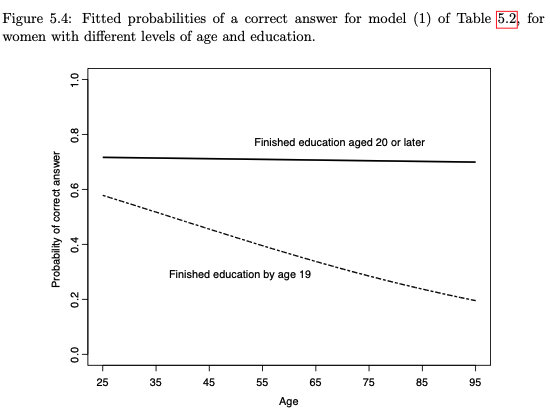 Figure 5.4: Fitted probabilities of a correct answer for model (1) of Table 5.2, for
women with different levels of age and education.
1.0
0.8
0.6
0.4
0.2
0.0
Probability of correct answer
Finished education aged 20 or later
Finished education by age 19
25 35 45 55 65 75 85 95
Age